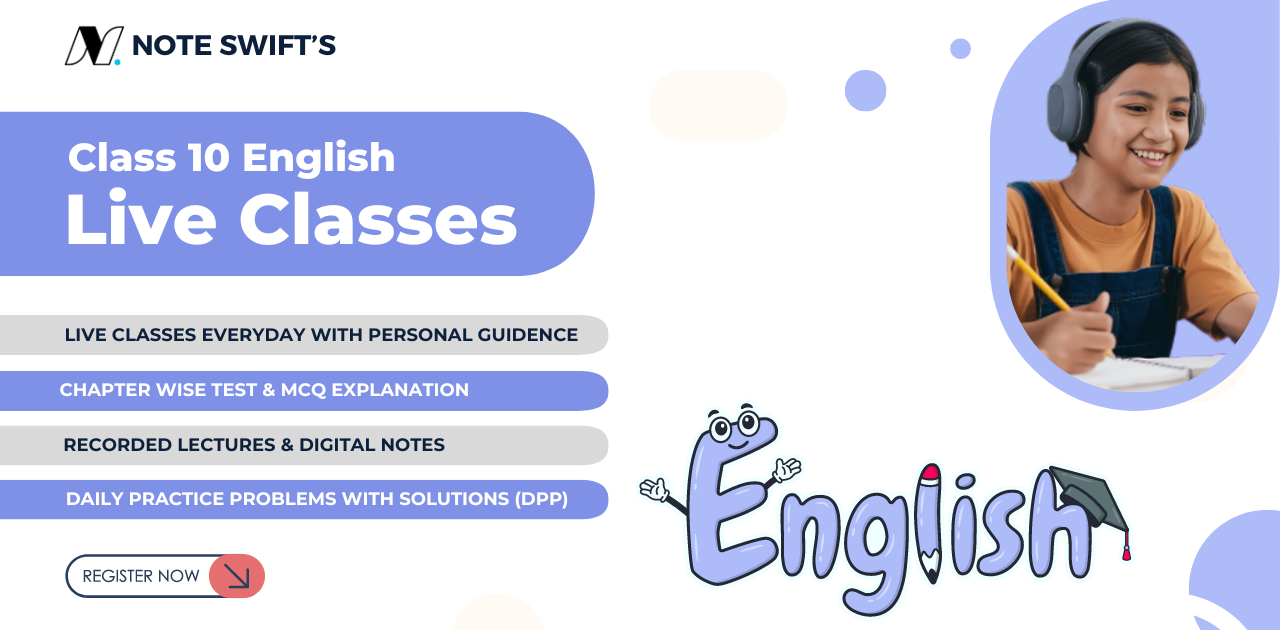 N.
NOTE SWIFT'S
Class 10 English
Live Classes
LIVE CLASSES EVERYDAY WITH PERSONAL GUIDENCE
CHAPTER WISE TEST & MCQ EXPLANATION
RECORDED LECTURES & DIGITAL NOTES
DAILY PRACTICE PROBLEMS WITH SOLUTIONS (DPP)
REGISTER NOW
English